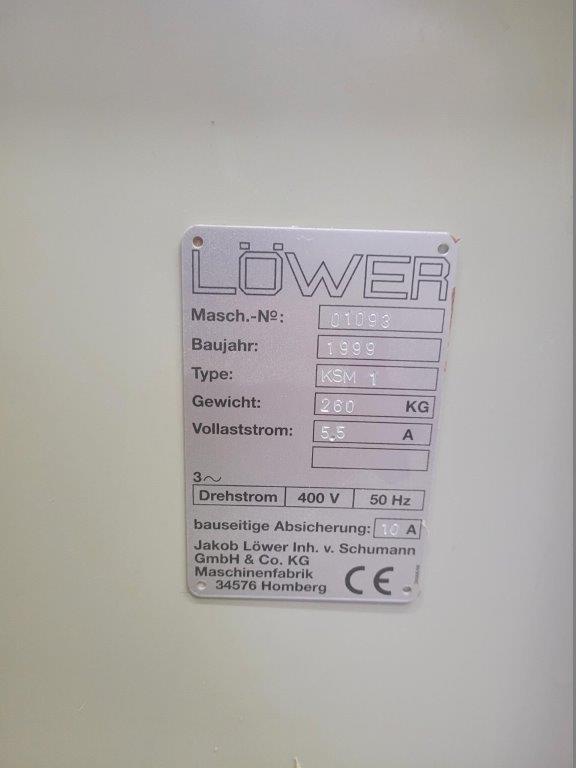 LÖWER
Masch.-Nº: 01093
Baujahr: 1999
Type: KSM 1
Gewicht: 260 KG
Vollaststrom: 5,5 A
3~
Drehstrom 400 V 50 Hz
bauseitige Absicherung: 10 A
Jakob Löwer Inh. v. Schumann
GmbH & Co. KG
Maschinenfabrik
34576 Homberg CE